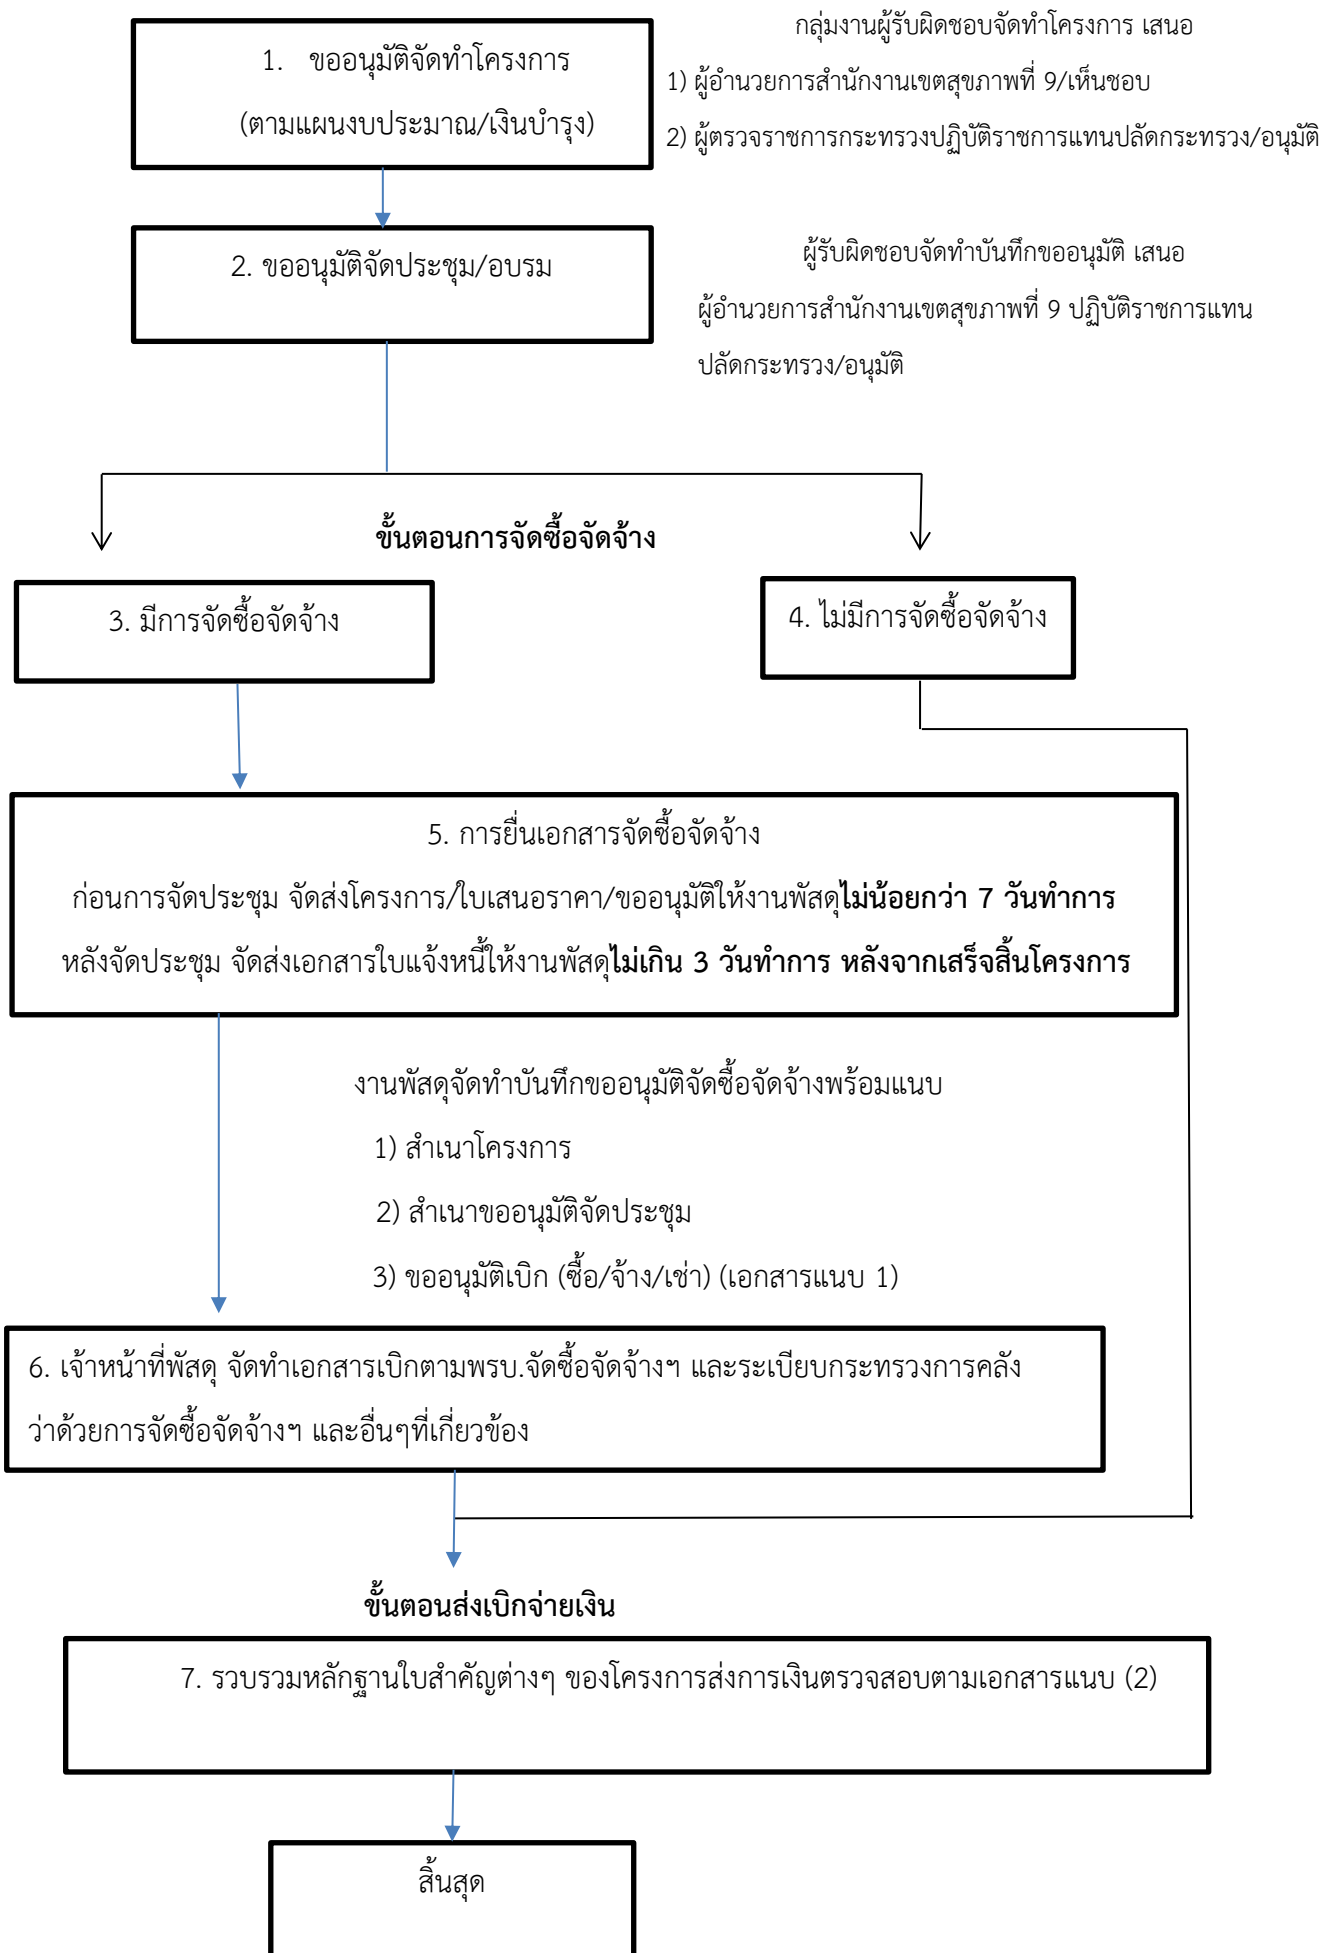 กลุ่มงานผู้รับผิดชอบจัดทำโครงการ เสนอ
1. ขออนุมัติจัดทำโครงการ
(ตามแผนงบประมาณ/เงินบำรุง)
1) ผู้อำนวยการสำนักงานเขตสุขภาพที่ 9/เห็นชอบ
2) ผู้ตรวจราชการกระทรวงปฏิบัติราชการแทนปลัดกระทรวง/อนุมัติ
2. ขออนุมัติจัดประชุม/อบรม
ผู้รับผิดชอบจัดทำบันทึกขออนุมัติ เสนอ
ผู้อำนวยการสำนักงานเขตสุขภาพที่ 9 ปฏิบัติราชการแทน
ปลัดกระทรวง/อนุมัติ
ขั้นตอนการจัดซื้อจัดจ้าง
3. มีการจัดซื้อจัดจ้าง
4. ไม่มีการจัดซื้อจัดจ้าง
5. การยื่นเอกสารจัดซื้อจัดจ้าง
ก่อนการจัดประชุม จัดส่งโครงการ/ใบเสนอราคา/ขออนุมัติให้งานพัสดุไม่น้อยกว่า 7 วันทำการ
หลังจัดประชุม จัดส่งเอกสารใบแจ้งหนี้ให้งานพัสดุไม่เกิน 3 วันทำการ หลังจากเสร็จสิ้นโครงการ
งานพัสดุจัดทำบันทึกขออนุมัติจัดซื้อจัดจ้างพร้อมแนบ
1) สำเนาโครงการ
2) สำเนาขออนุมัติจัดประชุม
3) ขออนุมัติเบิก (ซื้อ/จ้าง/เช่า) (เอกสารแนบ 1)
6. เจ้าหน้าที่พัสดุ จัดทำเอกสารเบิกตามพรบ.จัดซื้อจัดจ้างฯ และระเบียบกระทรวงการคลัง
ว่าด้วยการจัดซื้อจัดจ้างฯ และอื่นๆที่เกี่ยวข้อง
ขั้นตอนส่งเบิกจ่ายเงิน
7. รวบรวมหลักฐานใบสำคัญต่างๆ ของโครงการส่งการเงินตรวจสอบตามเอกสารแนบ (2)
สิ้นสุด